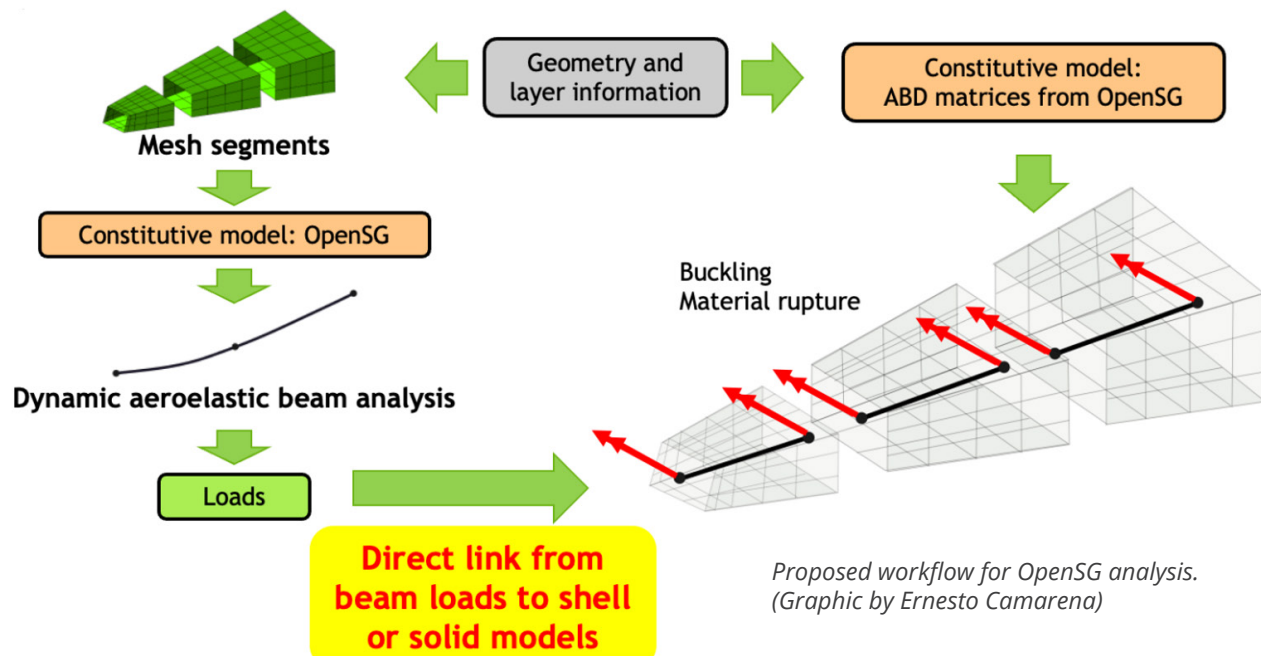 Geometry and
layer information
Constitutive model:
ABD matrices from OpenSG
Mesh segments
Constitutive model: OpenSG
Buckling
Material rupture
Dynamic aeroelastic beam analysis
Loads
Direct link from
beam loads to shell
or solid models
Proposed workflow for OpenSG analysis.
(Graphic by Ernesto Camarena)